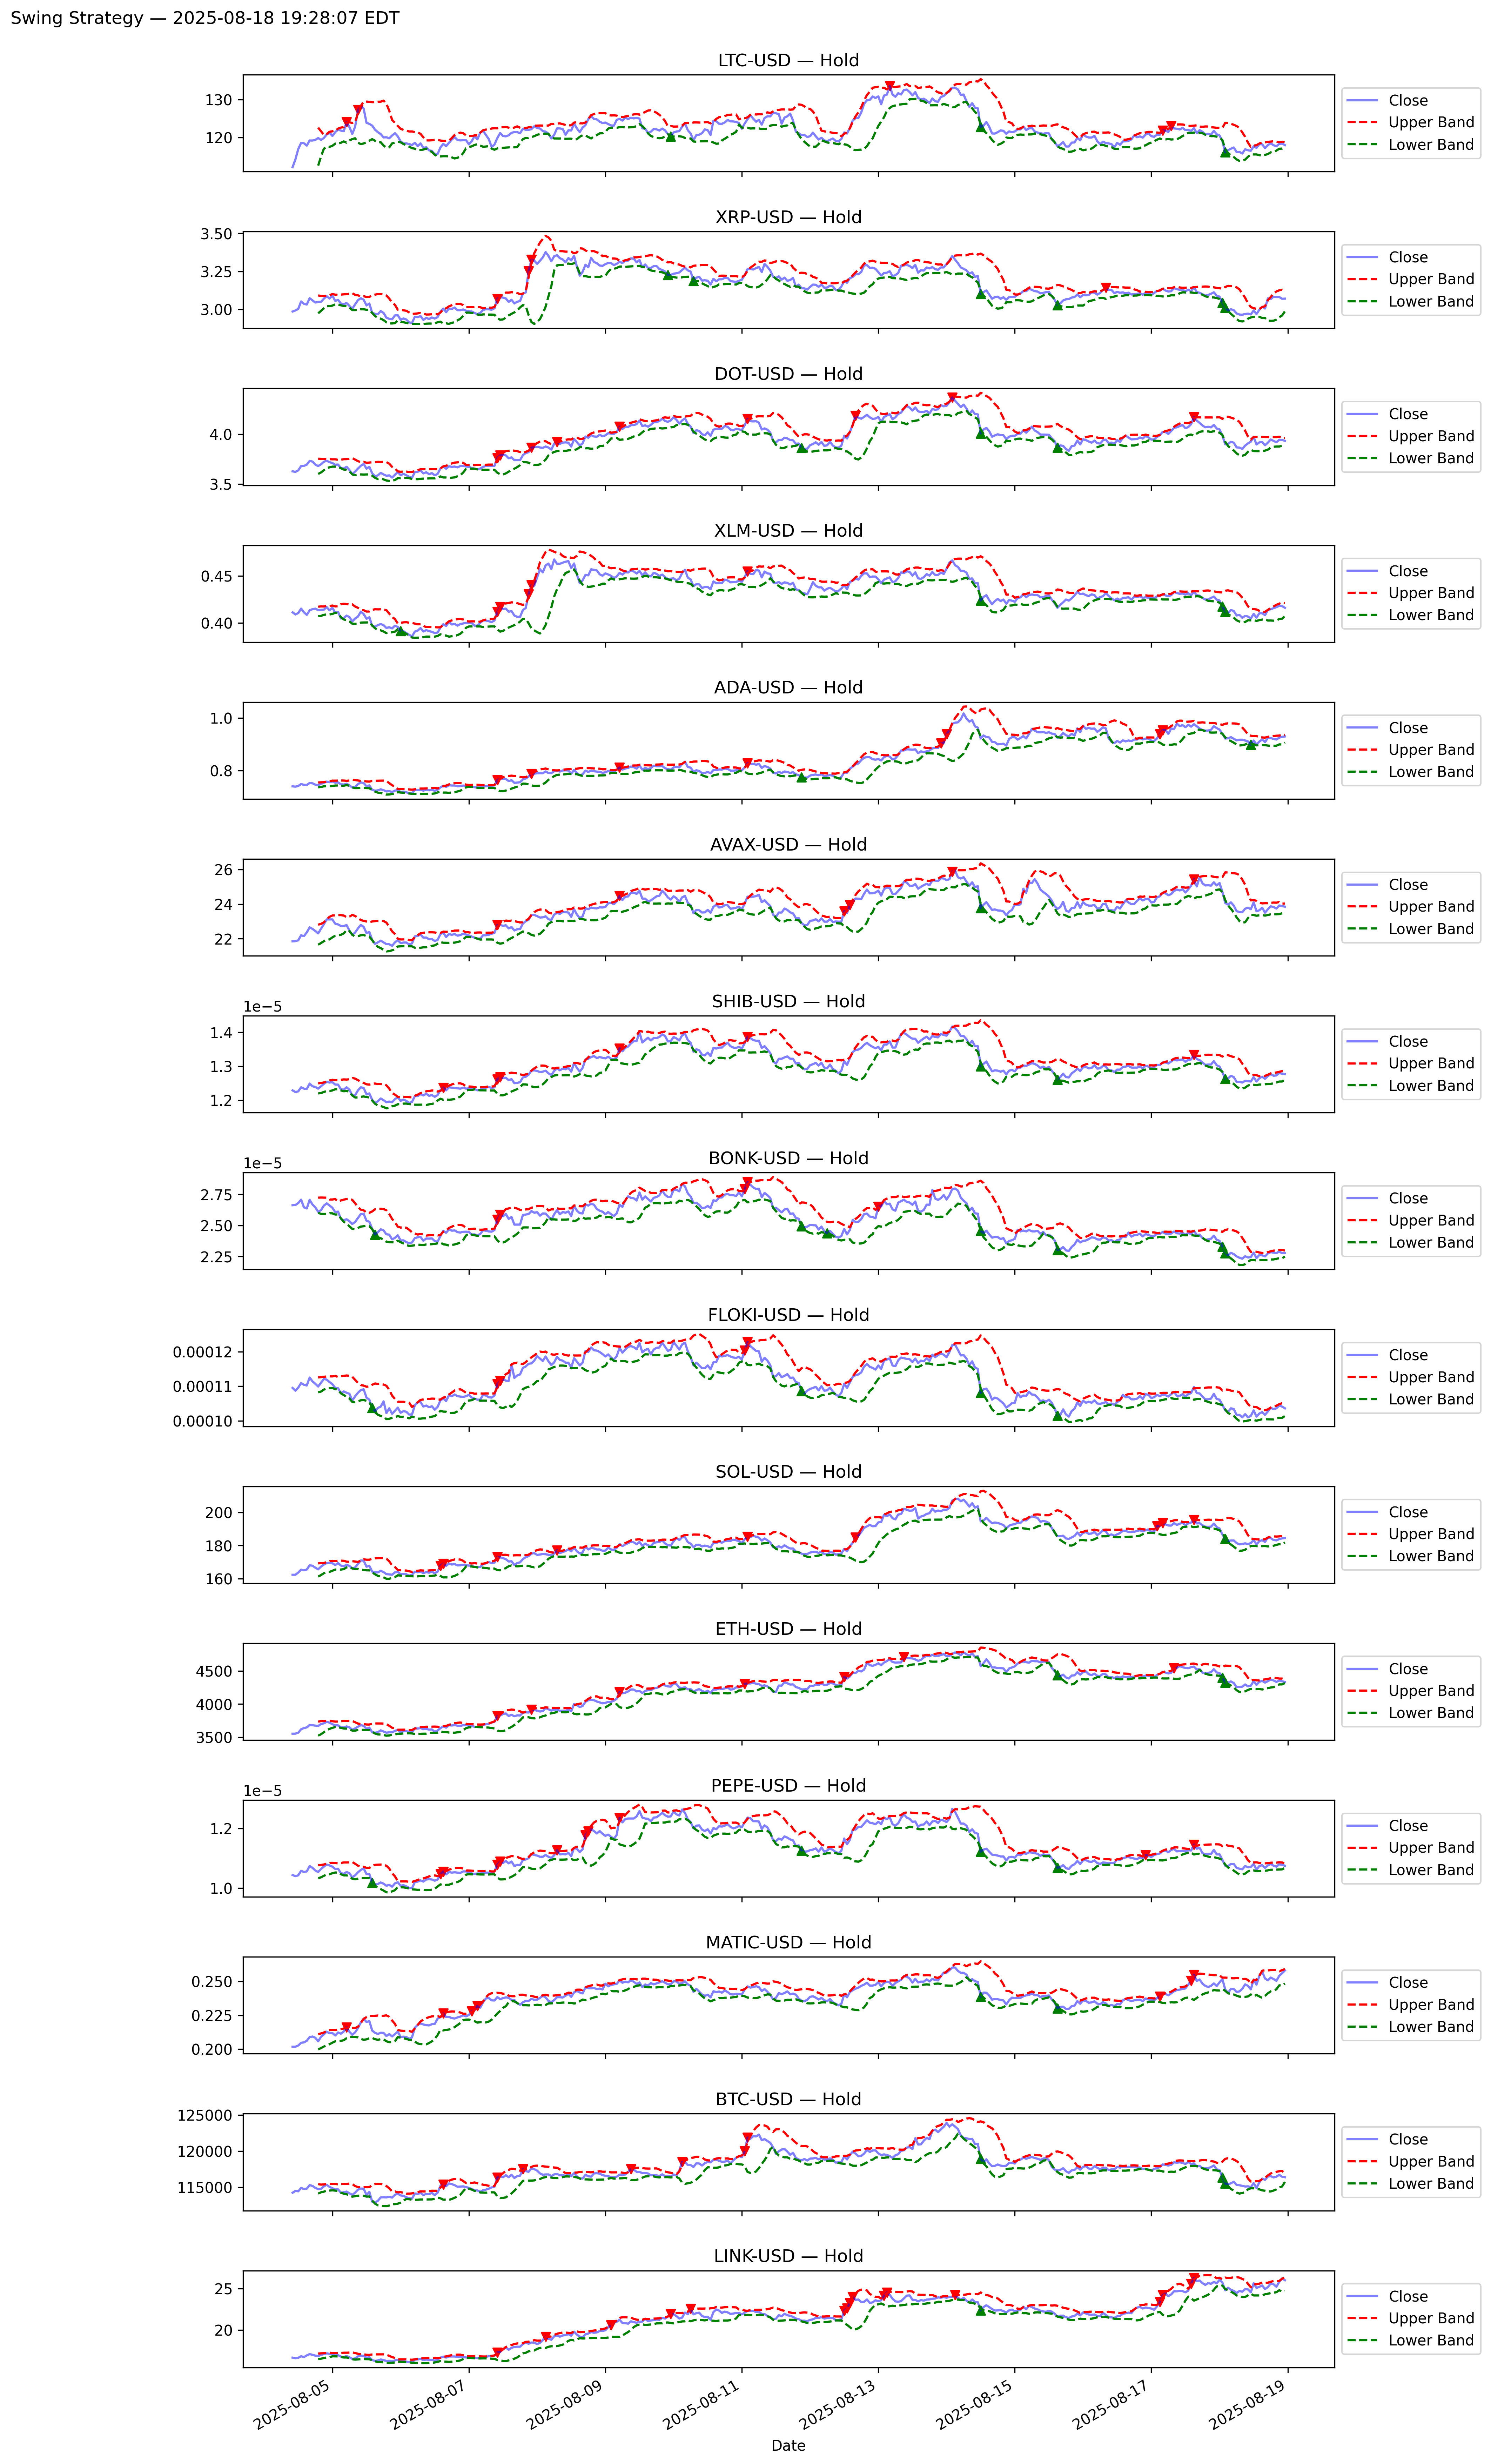 Swing Strategy — 2025-08-18 19:28:07 EDT
LTC-USD — Hold
130
120
Close
Upper Band
Lower Band
XRP-USD — Hold
3.50
3.25
3.00
Close
Upper Band
Lower Band
DOT-USD — Hold
4.0
3.5
Close
Upper Band
Lower Band
XLM-USD — Hold
0.45
0.40
Close
Upper Band
Lower Band
ADA-USD — Hold
1.0
0.8
Close
Upper Band
Lower Band
AVAX-USD — Hold
26
24
22
Close
Upper Band
Lower Band
SHIB-USD — Hold
1e−5
1.4
1.3
1.2
Close
Upper Band
Lower Band
BONK-USD — Hold
1e−5
2.75
2.50
2.25
Close
Upper Band
Lower Band
FLOKI-USD — Hold
0.00012
0.00011
0.00010
Close
Upper Band
Lower Band
SOL-USD — Hold
200
180
160
Close
Upper Band
Lower Band
ETH-USD — Hold
4500
4000
3500
Close
Upper Band
Lower Band
PEPE-USD — Hold
1e−5
1.2
1.0
Close
Upper Band
Lower Band
MATIC-USD — Hold
0.250
0.225
0.200
Close
Upper Band
Lower Band
BTC-USD — Hold
125000
120000
115000
Close
Upper Band
Lower Band
LINK-USD — Hold
25
20
Close
Upper Band
Lower Band
2025-08-05
2025-08-07
2025-08-09
2025-08-11
2025-08-13
2025-08-15
2025-08-17
2025-08-19
Date